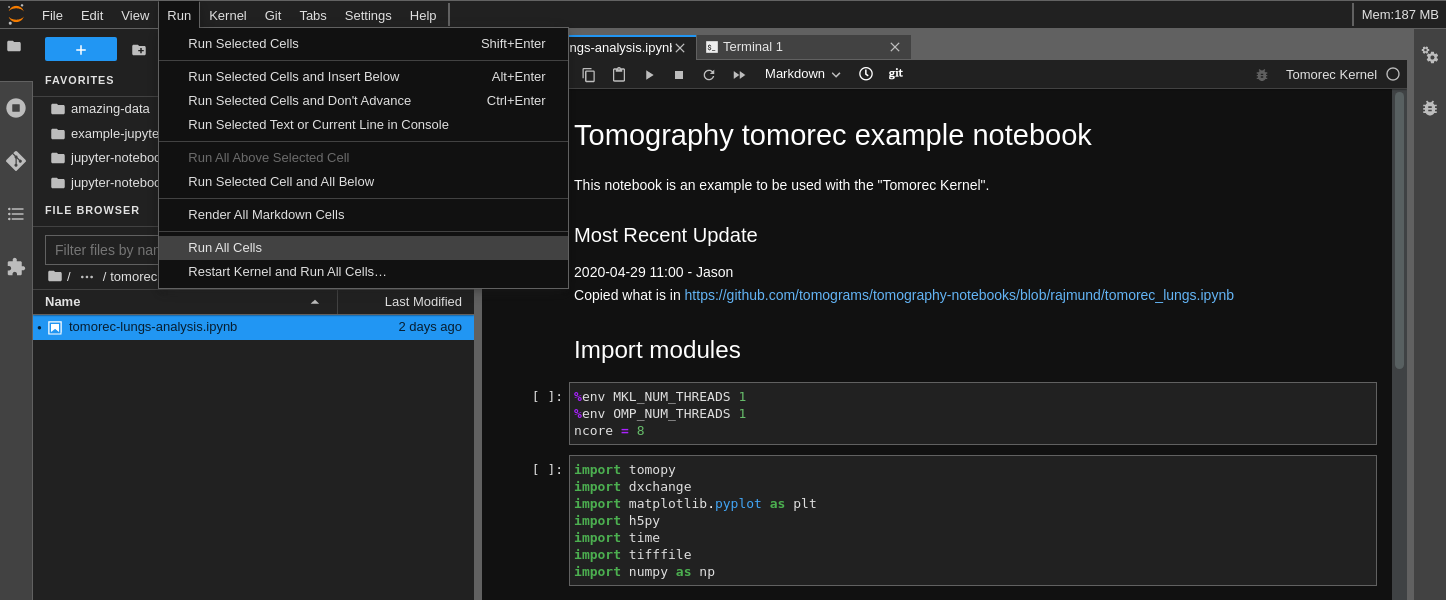 File Edit View Run Kernel Git Tabs Settings Help
Mem:187 MB
Run Selected Cells Shift+Enter
Run Selected Cells and Insert Below Alt+Enter
Run Selected Cells and Don't Advance Ctrl+Enter
Run Selected Text or Current Line in Console
Run All Above Selected Cell
Run Selected Cell and All Below
Render All Markdown Cells
Run All Cells
Restart Kernel and Run All Cells…
+
FAVORITES
amazing-data
example-jupyte
jupyter-noteboo
jupyter-noteboo
FILE BROWSER
Filter files by nam
/ ··· / tomorec
Name Last Modified
tomorec-lungs-analysis.ipynb 2 days ago
ngs-analysis.ipynb Terminal 1
Markdown git Tomorec Kernel
Tomography tomorec example notebook
This notebook is an example to be used with the "Tomorec Kernel".
Most Recent Update
2020-04-29 11:00 - Jason
Copied what is in https://github.com/tomograms/tomography-notebooks/blob/rajmund/tomorec_lungs.ipynb
Import modules
[ ]: %env MKL_NUM_THREADS 1
%env OMP_NUM_THREADS 1
ncore = 8
[ ]: import tomopy
import dxchange
import matplotlib.pyplot as plt
import h5py
import time
import tifffile
import numpy as np